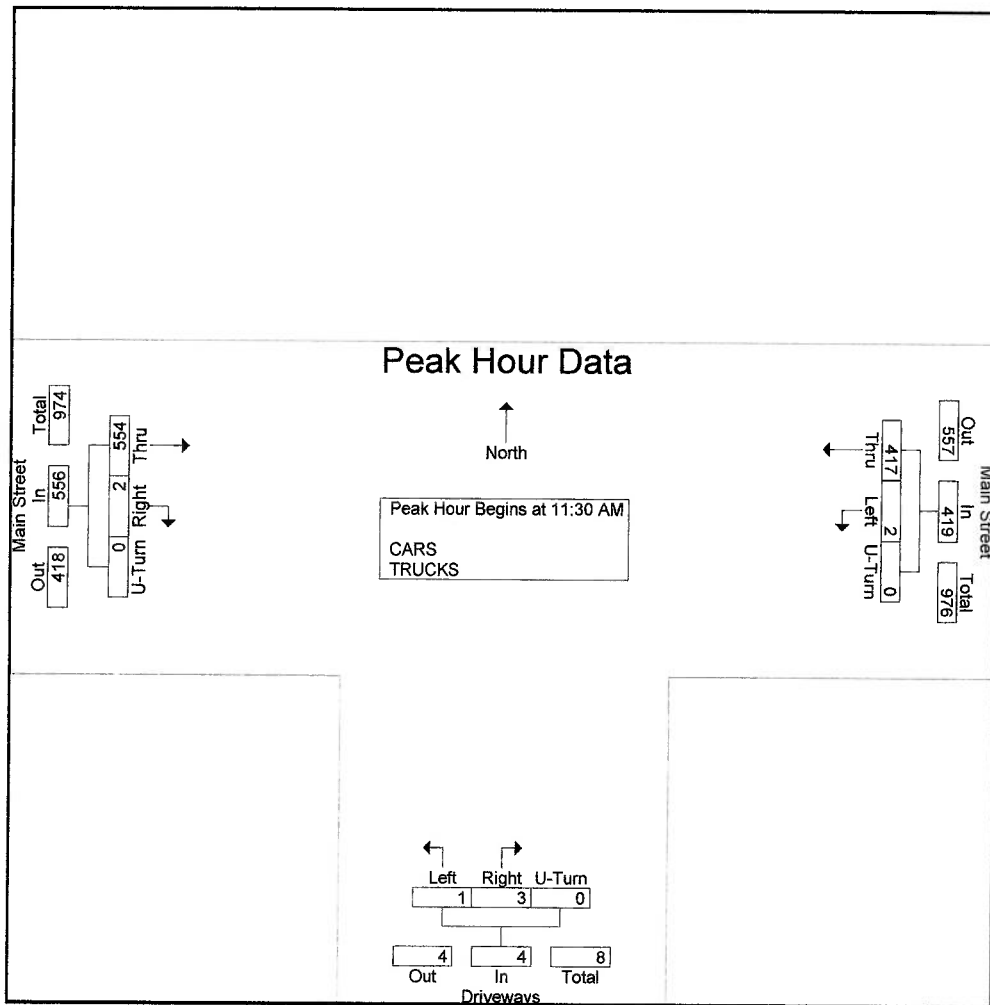 Peak Hour Data
North
Peak Hour Begins at 11:30 AM
CARS
TRUCKS
Main Street
Out In Total
418 556 974
0 2 554
U-Turn Right Thru
Main Street
Out In Total
557 419 976
417 2 0
Thru Left U-Turn
Left Right U-Turn
1 3 0
4 4 8
Out In Total
Driveways